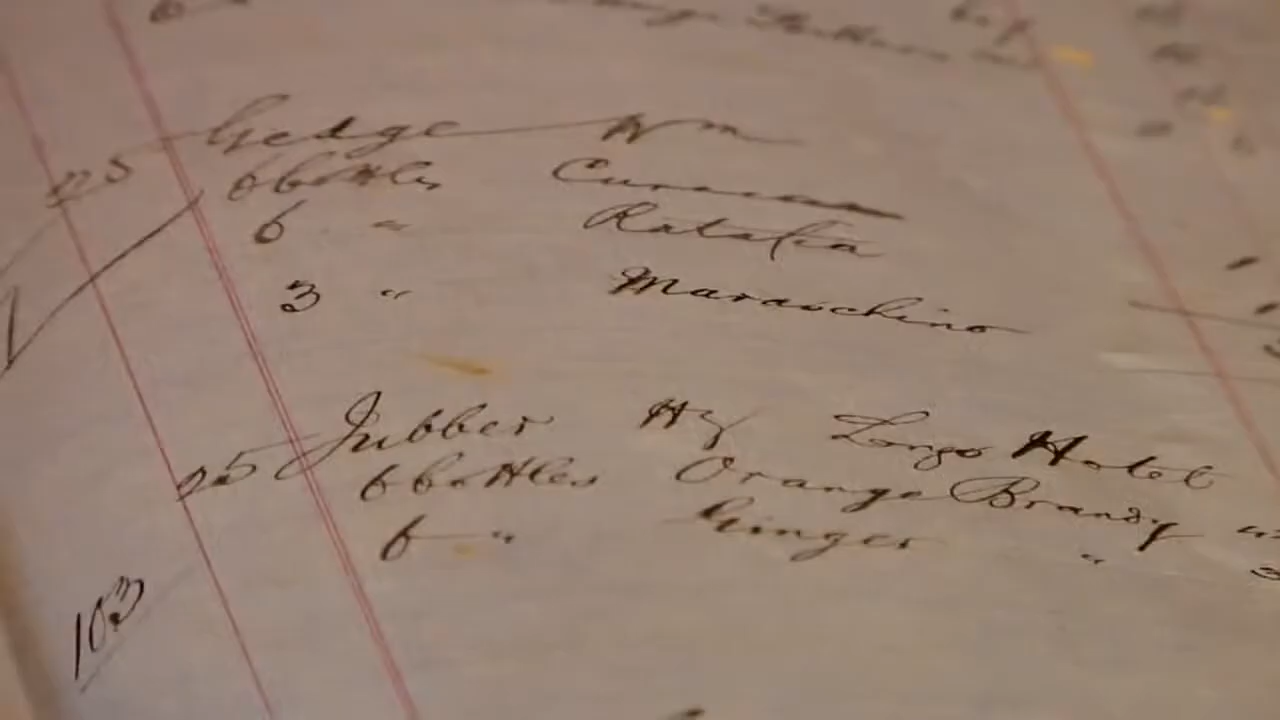 25 Gedge Wm
6 bottles Curacao
6 " Ratafia
3 " Maraschino
25 Jubber Hy Longs Hotel
6 bottles Orange Brandy
6 " Ginger "
103